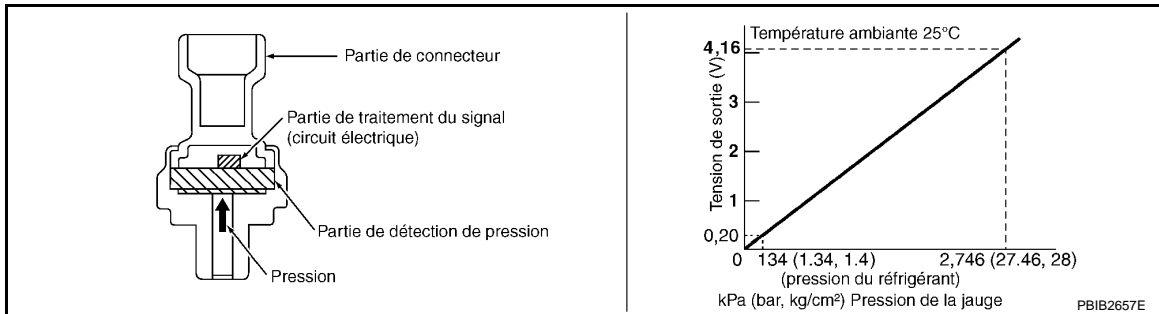 Partie de connecteur
Partie de traitement du signal
(circuit électrique)
Partie de détection de pression
Pression
Température ambiante 25°C
Tension de sortie (V)
4,16
3
2
1
0,20
0 134 (1.34, 1.4) 2,746 (27.46, 28)
(pression du réfrigérant)
kPa (bar, kg/cm²) Pression de la jauge
PBIB2657E